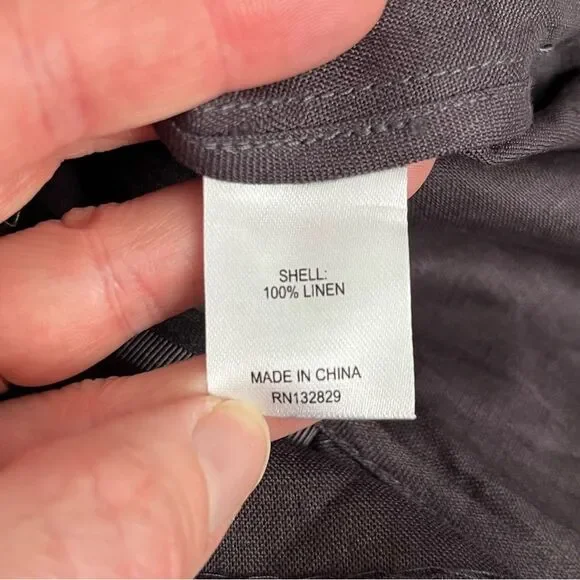 SHELL:
100% LINEN
MADE IN CHINA
RN132829